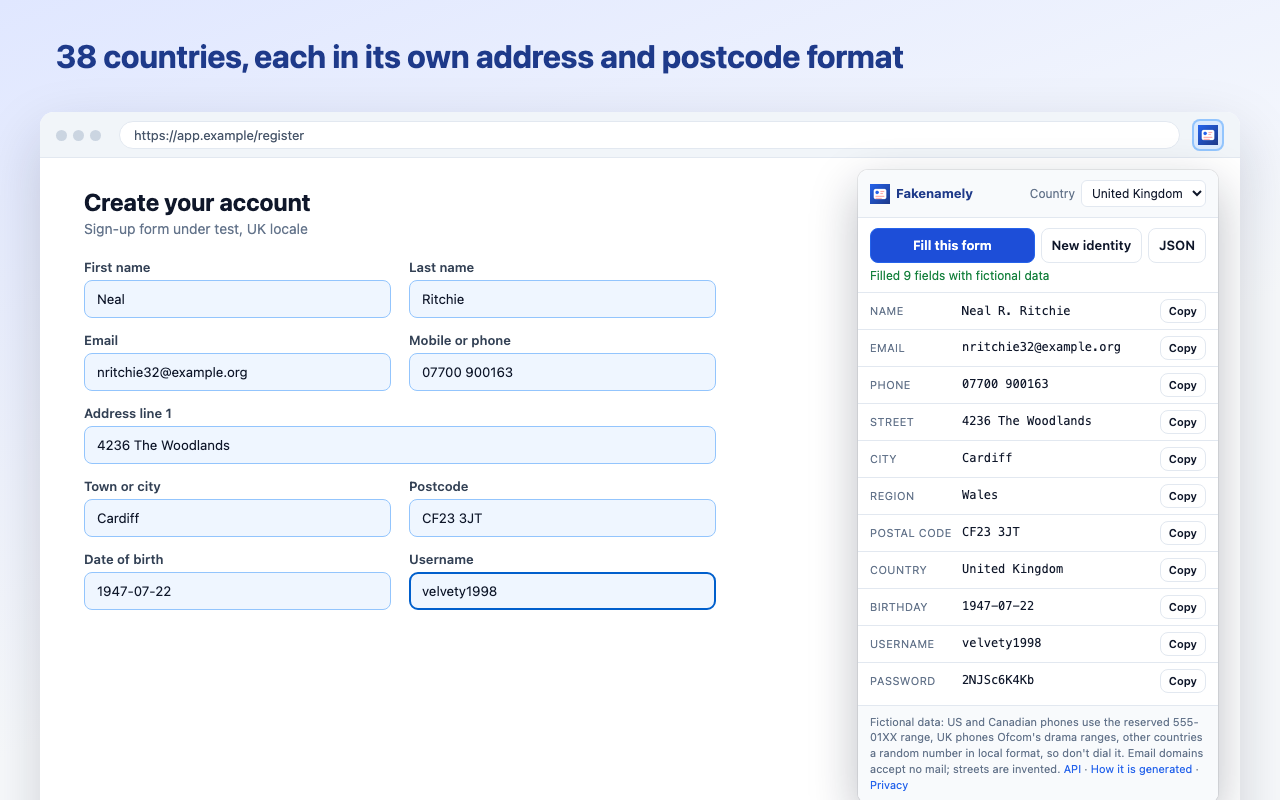 38 countries, each in its own address and postcode format
https://app.example/register
Create your account
Sign-up form under test, UK locale
First name
Last name
Neal
Ritchie
Email
Mobile or phone
nritchie32@example.org
07700 900163
Address line 1
4236 The Woodlands
Town or city
Postcode
Cardiff
CF23 3JT
Date of birth
Username
1947-07-22
velvety1998
Fakenamely
Country
United Kingdom
Fill this form
New identity
JSON
Filled 9 fields with fictional data
NAME Neal R. Ritchie Copy
EMAIL nritchie32@example.org Copy
PHONE 07700 900163 Copy
STREET 4236 The Woodlands Copy
CITY Cardiff Copy
REGION Wales Copy
POSTAL CODE CF23 3JT Copy
COUNTRY United Kingdom Copy
BIRTHDAY 1947-07-22 Copy
USERNAME velvety1998 Copy
PASSWORD 2NJSc6K4Kb Copy
Fictional data: US and Canadian phones use the reserved 555-
01XX range, UK phones Ofcom's drama ranges, other countries
a random number in local format, so don't dial it. Email domains
accept no mail; streets are invented. API · How it is generated ·
Privacy